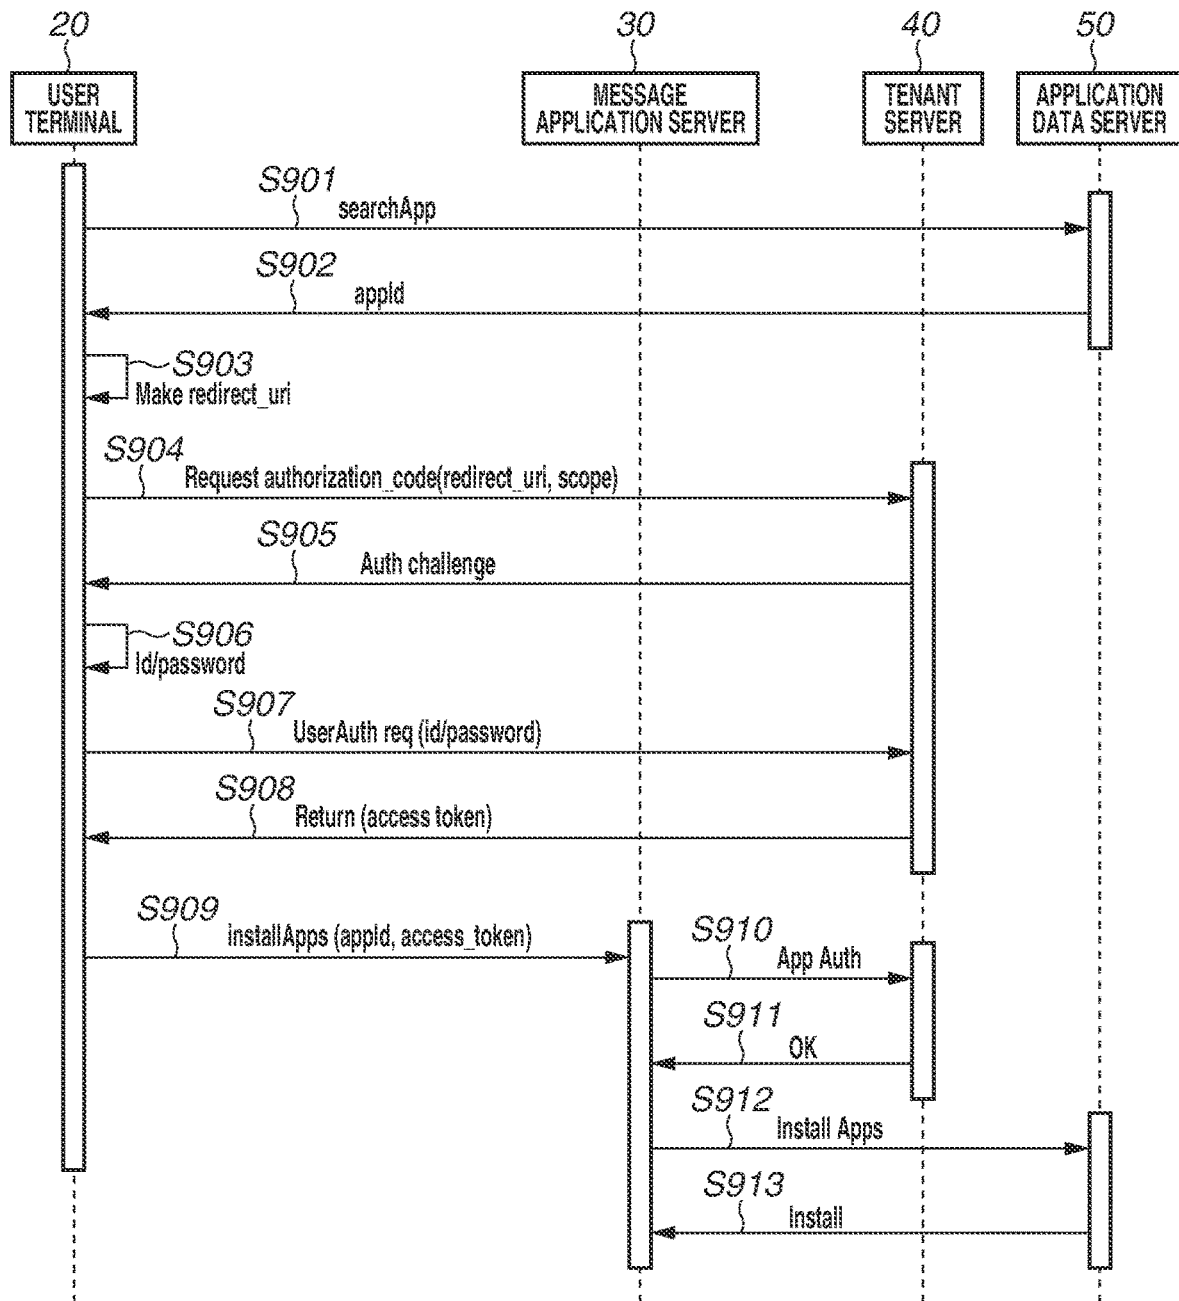 20
30
40
50
USER
TERMINAL
MESSAGE
APPLICATION SERVER
TENANT
SERVER
APPLICATION
DATA SERVER
S901
searchApp
S902
appId
S903
Make redirect_uri
S904
Request authorization_code(redirect_uri, scope)
S905
Auth challenge
S906
Id/password
S907
UserAuth req (id/password)
S908
Return (access token)
S909
installApps (appId, access_token)
S910
App Auth
S911
OK
S912
Install Apps
S913
Install